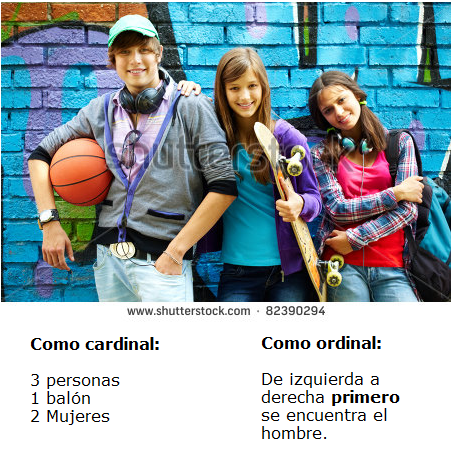 shutterstock
www.shutterstock.com · 82390294
Como cardinal:
3 personas
1 balón
2 Mujeres
Como ordinal:
De izquierda a
derecha primero
se encuentra el
hombre.